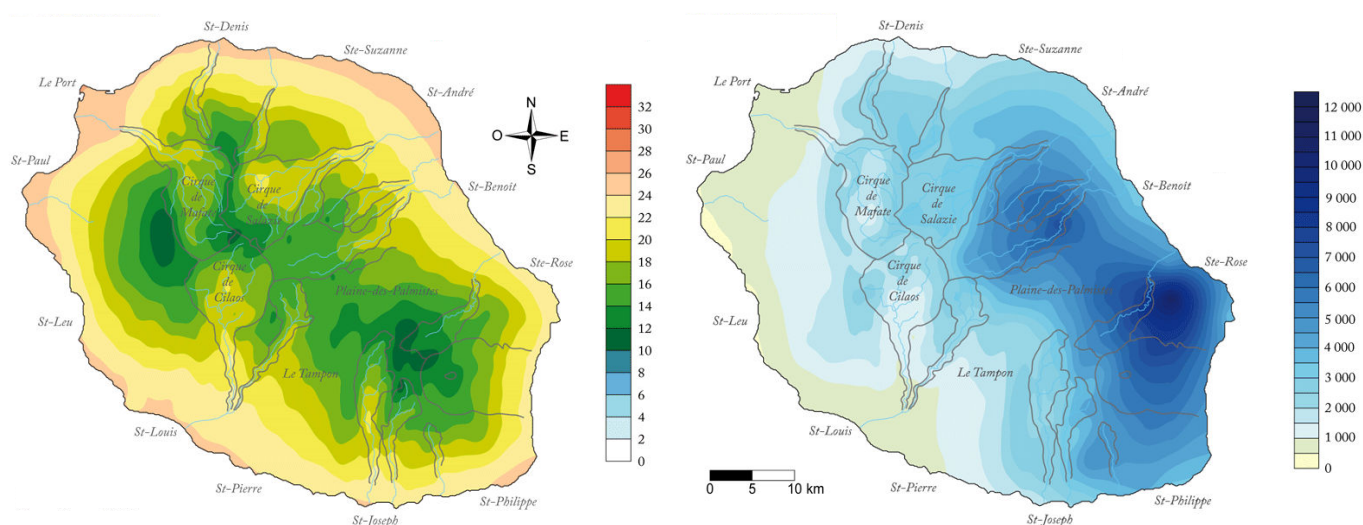 St-Denis
Ste-Suzanne
Le Port
St-André
St-Paul
Cirque
de
Mafate
Cirque
de
Salazie
St-Benoît
Cirque
de
Cilaos
Plaine-des-Palmistes
Ste-Rose
St-Leu
Le Tampon
St-Louis
St-Pierre
St-Joseph
St-Philippe
N
O
E
S
32
30
28
26
24
22
20
18
16
14
12
10
8
6
4
2
0
St-Denis
Ste-Suzanne
Le Port
St-André
St-Paul
Cirque
de
Mafate
Cirque
de
Salazie
St-Benoît
Cirque
de
Cilaos
Plaine-des-Palmistes
Ste-Rose
St-Leu
Le Tampon
St-Louis
St-Pierre
St-Joseph
St-Philippe
0 5 10 km
12 000
11 000
10 000
9 000
8 000
7 000
6 000
5 000
4 000
3 000
2 000
1 000
0